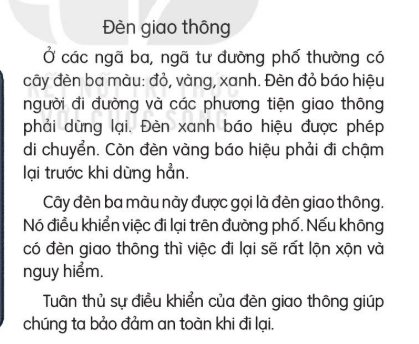 Đèn giao thông
Ở các ngã ba, ngã tư đường phố thường có
cây đèn ba màu: đỏ, vàng, xanh. Đèn đỏ báo hiệu
người đi đường và các phương tiện giao thông
phải dừng lại. Đèn xanh báo hiệu được phép
di chuyển. Còn đèn vàng báo hiệu phải đi chậm
lại trước khi dừng hẳn.
Cây đèn ba màu này được gọi là đèn giao thông.
Nó điều khiển việc đi lại trên đường phố. Nếu không
có đèn giao thông thì việc đi lại sẽ rất lộn xộn và
nguy hiểm.
Tuân thủ sự điều khiển của đèn giao thông giúp
chúng ta bảo đảm an toàn khi đi lại.